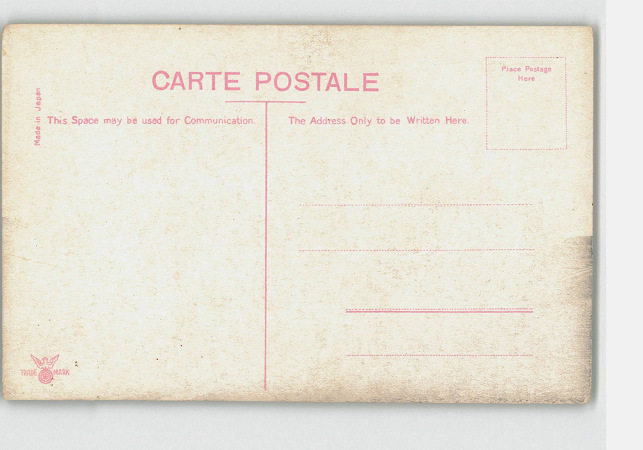 CARTE POSTALE
Place Postage
Here
Made in Japan
This Space may be used for Communication.
The Address Only to be Written Here.
TRADE MARK